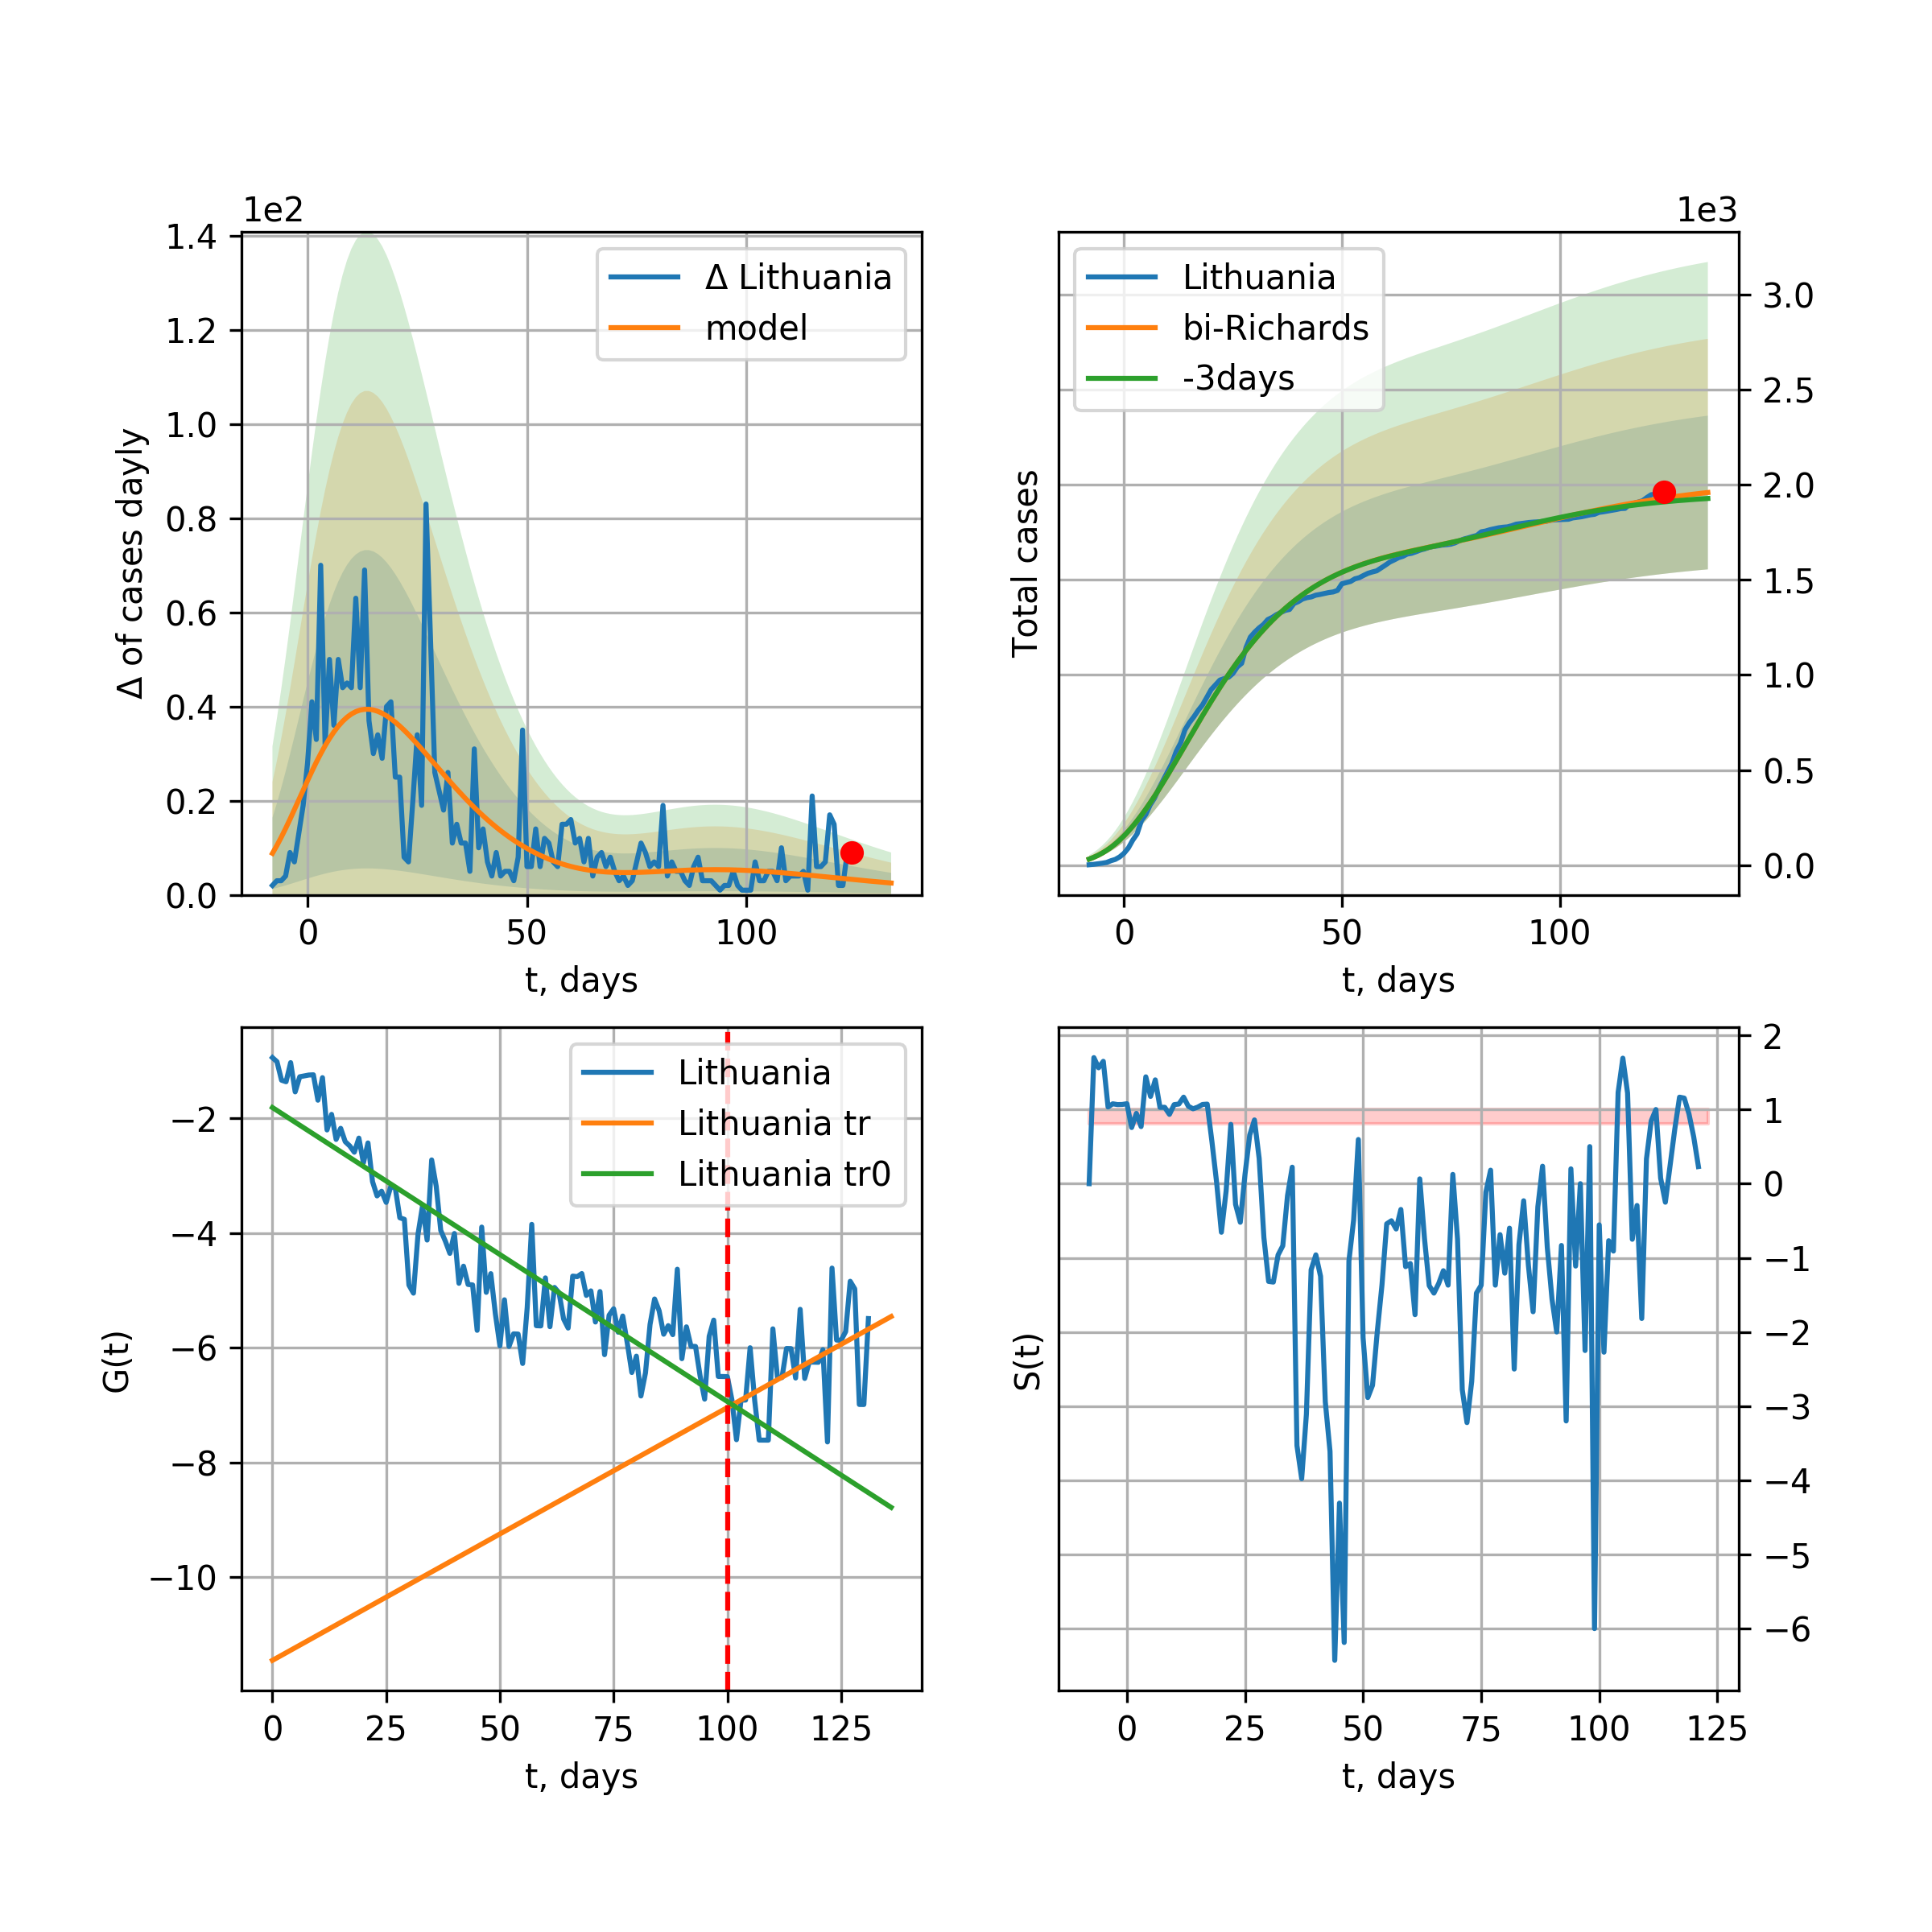 1e2
1.4
1.2
1.0
0.8
0.6
0.4
0.2
0.0
Δ of cases dayly
Δ Lithuania
model
0 50 100
t, days
1e3
Lithuania
bi-Richards
-3days
Total cases
3.0
2.5
2.0
1.5
1.0
0.5
0.0
0 50 100
t, days
−2
−4
−6
−8
−10
G(t)
Lithuania
Lithuania tr
Lithuania tr0
0 25 50 75 100 125
t, days
S(t)
2
1
0
−1
−2
−3
−4
−5
−6
0 25 50 75 100 125
t, days